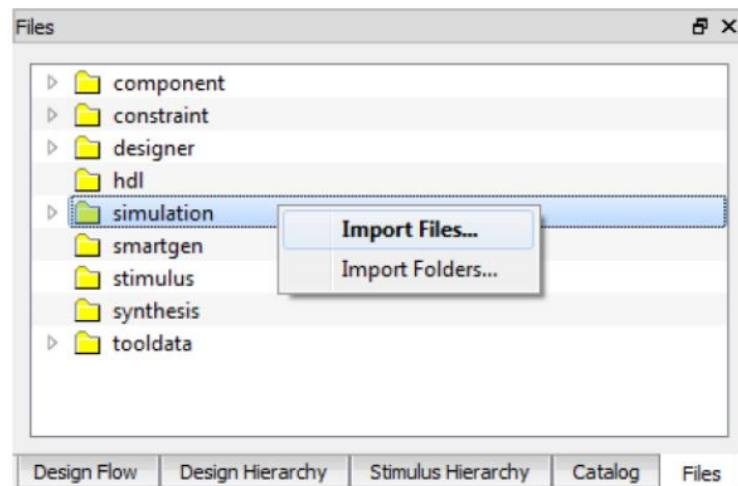 Files
component
constraint
designer
hdl
simulation
Import Files...
smartgen
Import Folders...
stimulus
synthesis
tooldata
Design Flow Design Hierarchy Stimulus Hierarchy Catalog Files